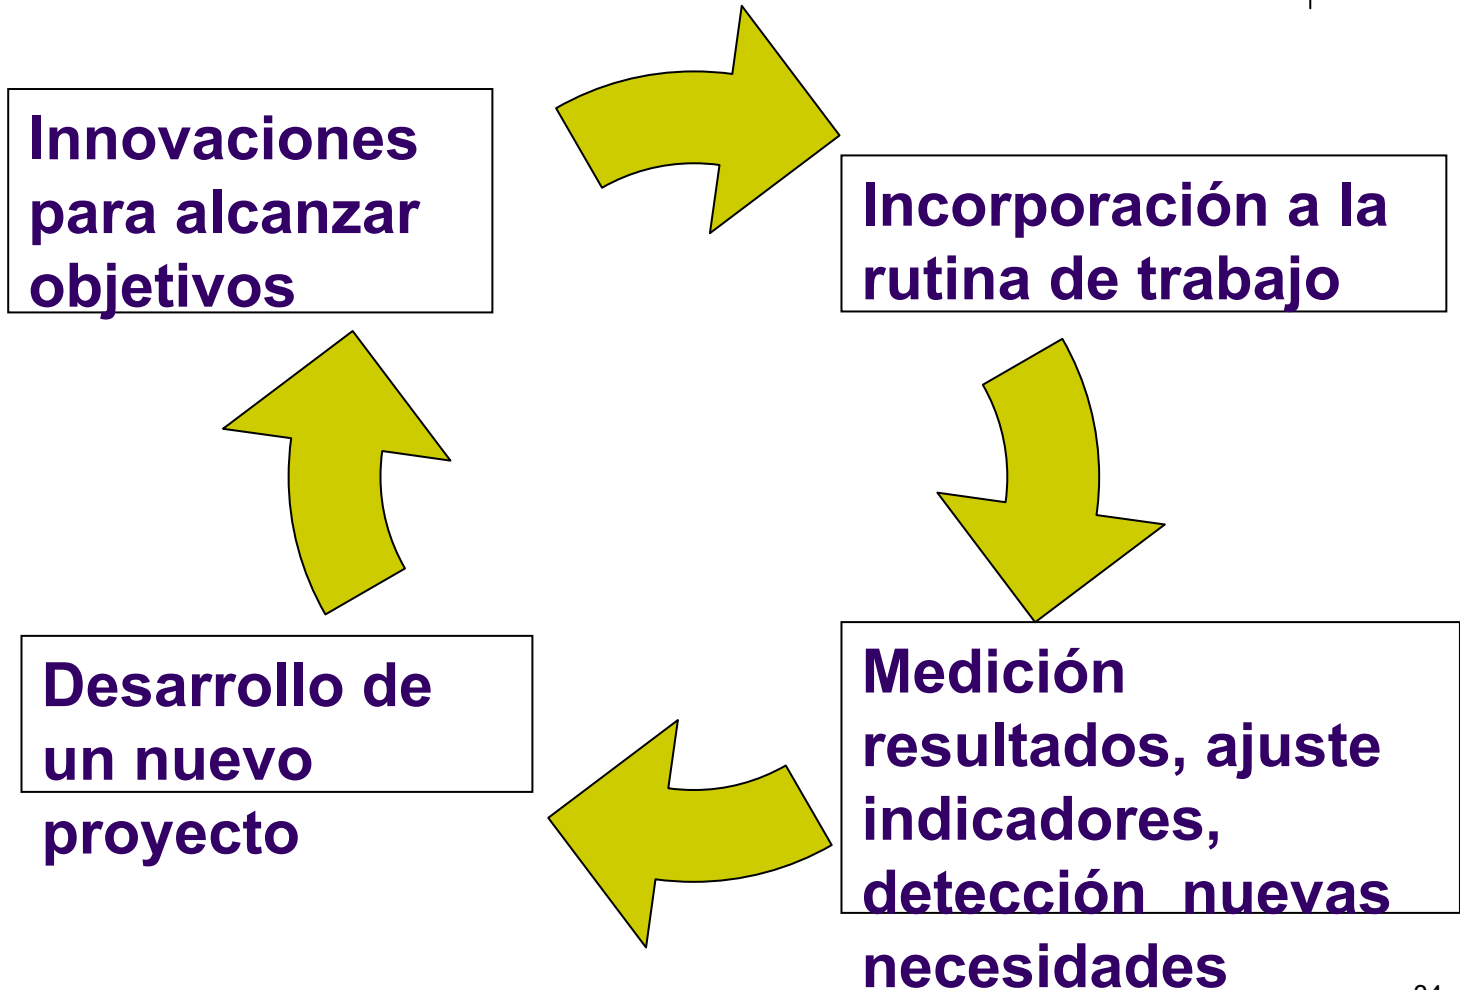 Innovaciones
para alcanzar
objetivos
Incorporación a la
rutina de trabajo
Medición
resultados, ajuste
indicadores,
detección nuevas
necesidades
Desarrollo de
un nuevo
proyecto